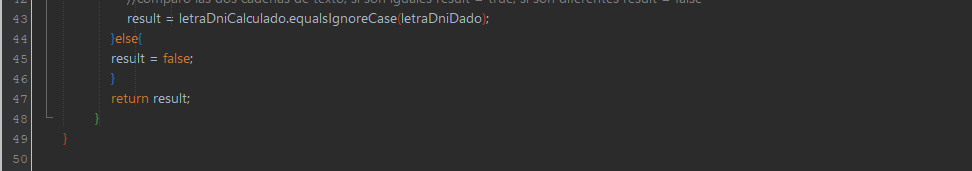 42 //comparo las dos cadenas de texto, si son iguales result = true, si son diferentes result = false
43 result = letraDniCalculado.equalsIgnoreCase(letraDniDado);
44 }else{
45 result = false;
46 }
47 return result;
48 }
49 }
50